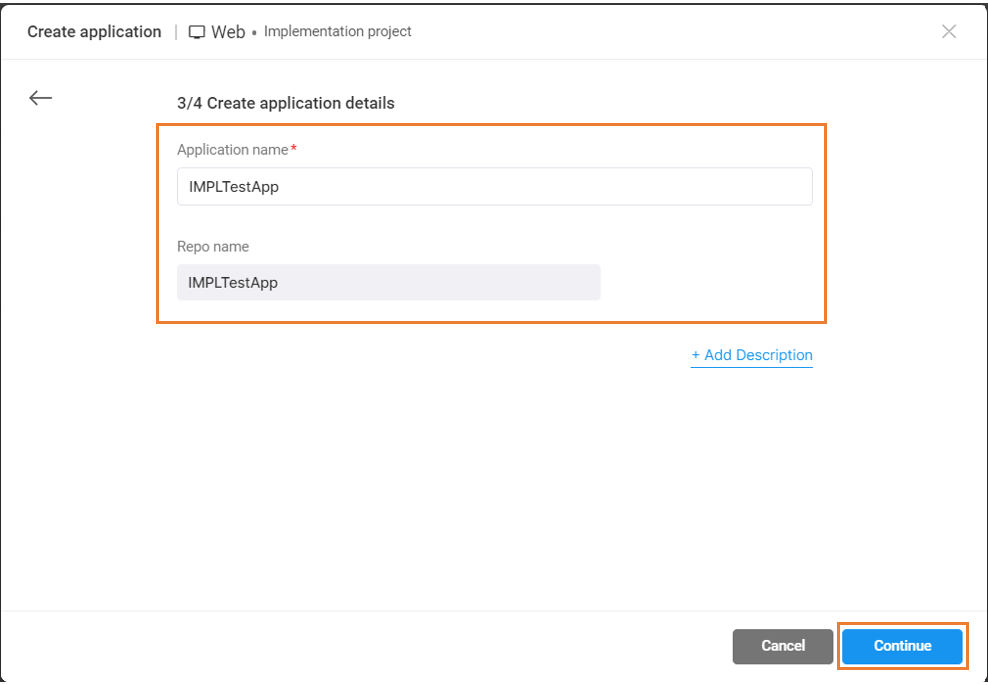 Create application | Web • Implementation project
3/4 Create application details
Application name*
IMPLTestApp
Repo name
IMPLTestApp
+ Add Description
Cancel Continue